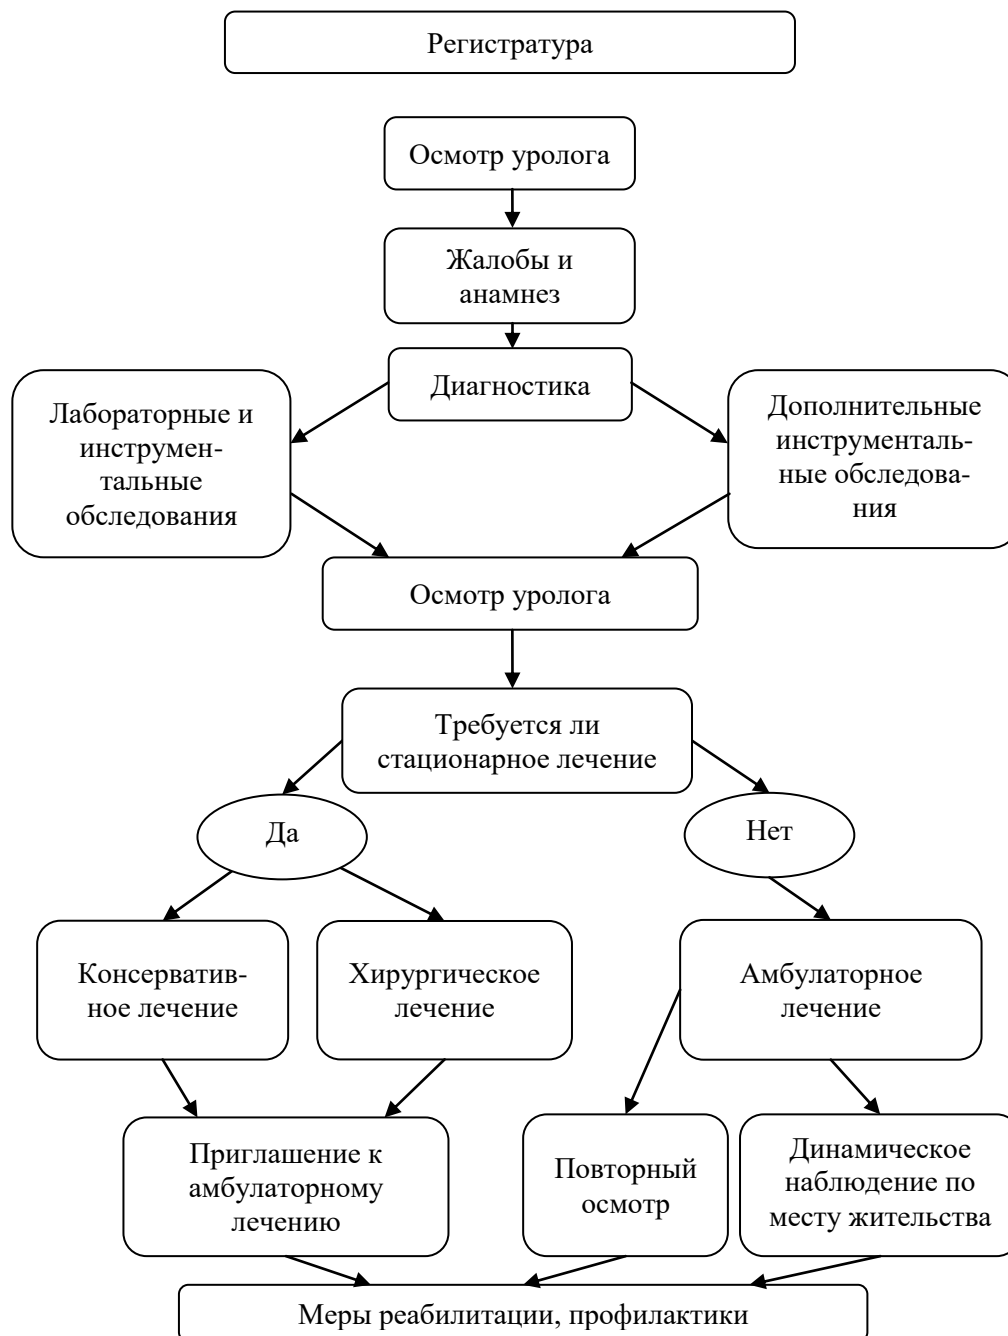 Регистратура
Осмотр уролога
Жалобы и
анамнез
Диагностика
Лабораторные и
инструмен-
тальные
обследования
Дополнительные
инструменталь-
ные обследова-
ния
Осмотр уролога
Требуется ли
стационарное лечение
Да
Нет
Консерватив-
ное лечение
Хирургическое
лечение
Амбулаторное
лечение
Приглашение к
амбулаторному
лечению
Повторный
осмотр
Динамическое
наблюдение по
месту жительства
Меры реабилитации, профилактики